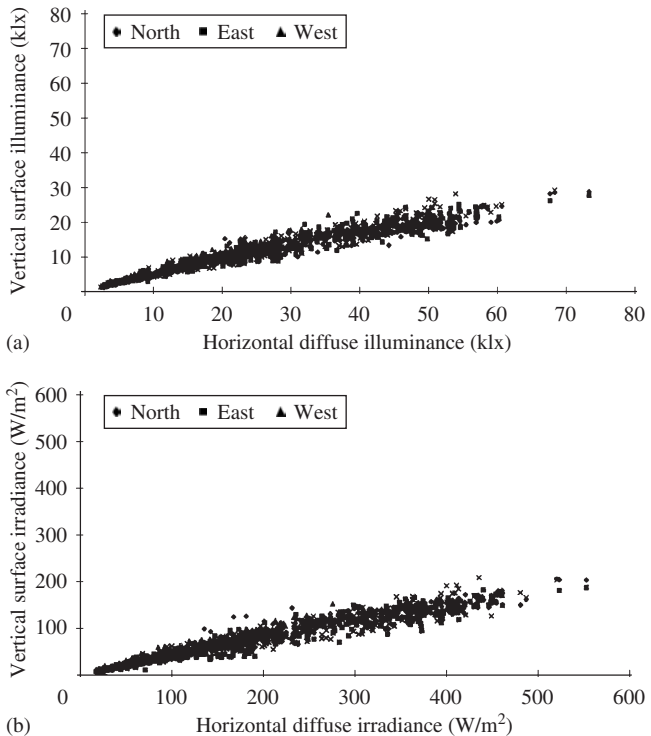 Vertical surface illuminance (klx)
80
70
60
50
40
30
20
10
North East West
0 10 20 30 40 50 60 70 80
(a) Horizontal diffuse illuminance (klx)
Vertical surface irradiance (W/m²)
600
500
400
300
200
100
North East West
0 100 200 300 400 500 600
(b) Horizontal diffuse irradiance (W/m²)